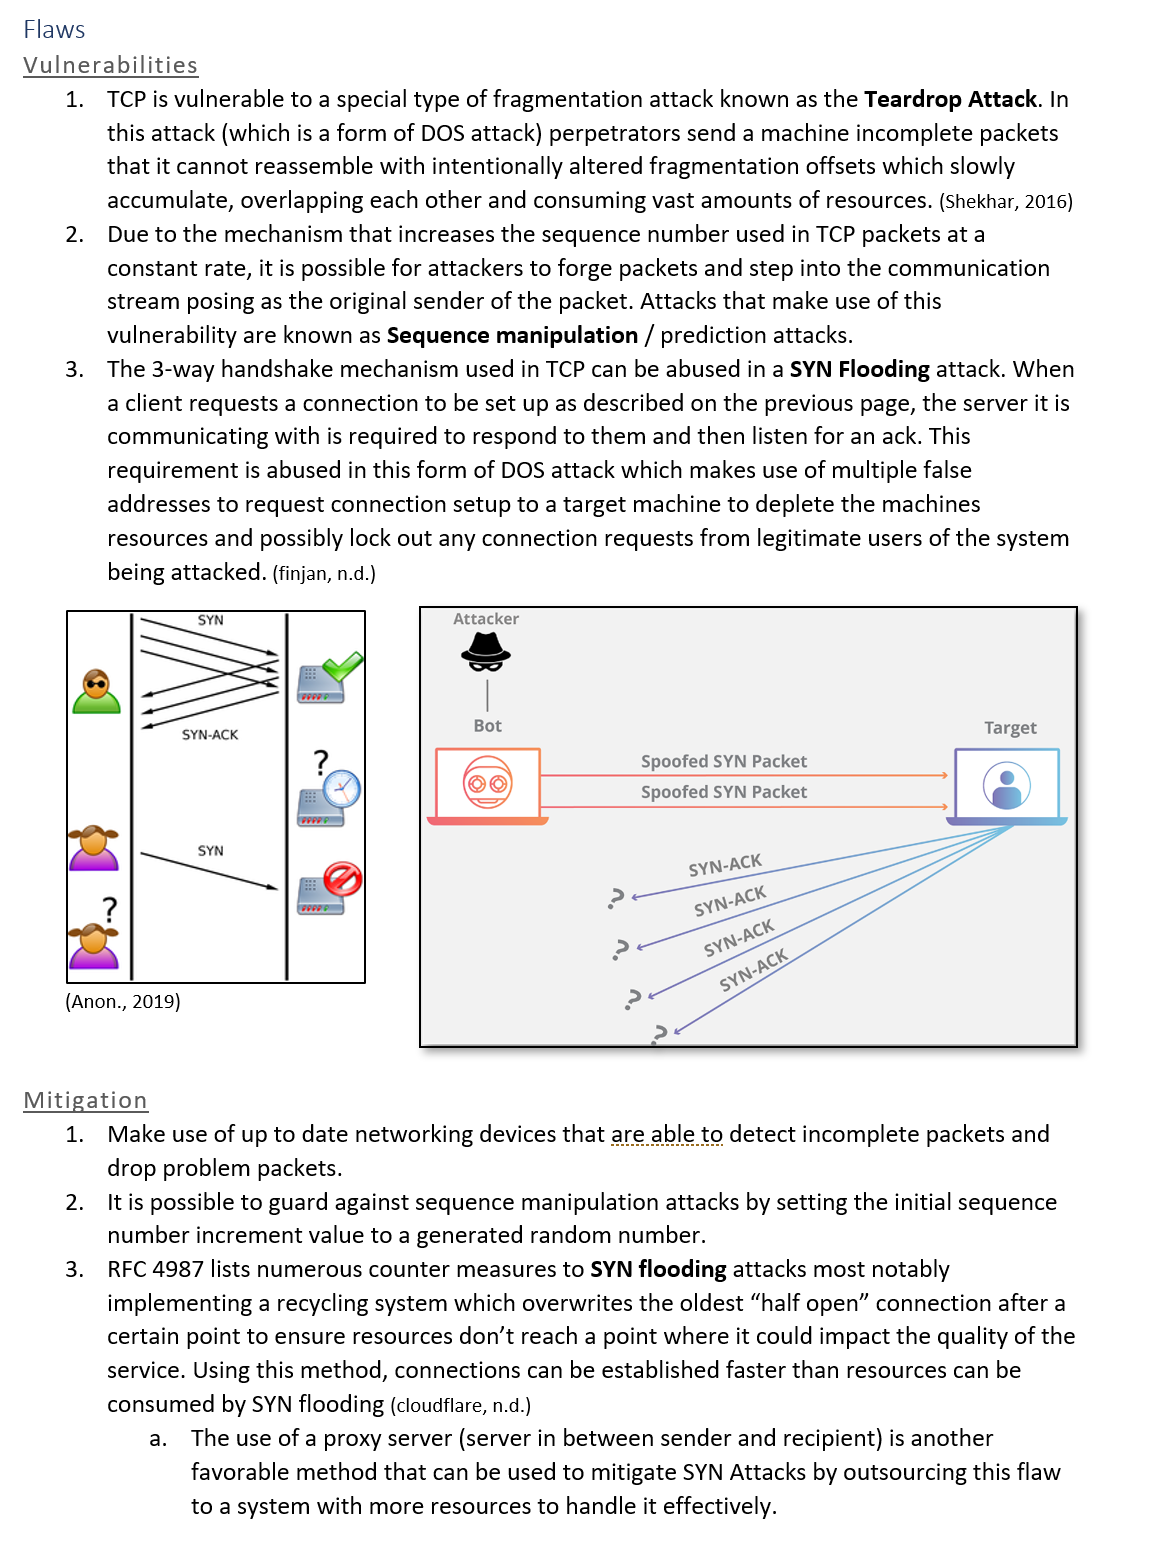 Flaws
Vulnerabilities
1. TCP is vulnerable to a special type of fragmentation attack known as the Teardrop Attack. In
this attack (which is a form of DOS attack) perpetrators send a machine incomplete packets
that it cannot reassemble with intentionally altered fragmentation offsets which slowly
accumulate, overlapping each other and consuming vast amounts of resources. (Shekhar, 2016)
2. Due to the mechanism that increases the sequence number used in TCP packets at a
constant rate, it is possible for attackers to forge packets and step into the communication
stream posing as the original sender of the packet. Attacks that make use of this
vulnerability are known as Sequence manipulation / prediction attacks.
3. The 3-way handshake mechanism used in TCP can be abused in a SYN Flooding attack. When
a client requests a connection to be set up as described on the previous page, the server it is
communicating with is required to respond to them and then listen for an ack. This
requirement is abused in this form of DOS attack which makes use of multiple false
addresses to request connection setup to a target machine to deplete the machines
resources and possibly lock out any connection requests from legitimate users of the system
being attacked. (finjan, n.d.)
SYN
SYN-ACK
?
SYN
?
(Anon., 2019)
Attacker
Bot
Target
Spoofed SYN Packet
Spoofed SYN Packet
SYN-ACK
?
SYN-ACK
?
SYN-ACK
?
SYN-ACK
?
Mitigation
1. Make use of up to date networking devices that are able to detect incomplete packets and
drop problem packets.
2. It is possible to guard against sequence manipulation attacks by setting the initial sequence
number increment value to a generated random number.
3. RFC 4987 lists numerous counter measures to SYN flooding attacks most notably
implementing a recycling system which overwrites the oldest “half open” connection after a
certain point to ensure resources don’t reach a point where it could impact the quality of the
service. Using this method, connections can be established faster than resources can be
consumed by SYN flooding (cloudflare, n.d.)
a. The use of a proxy server (server in between sender and recipient) is another
favorable method that can be used to mitigate SYN Attacks by outsourcing this flaw
to a system with more resources to handle it effectively.